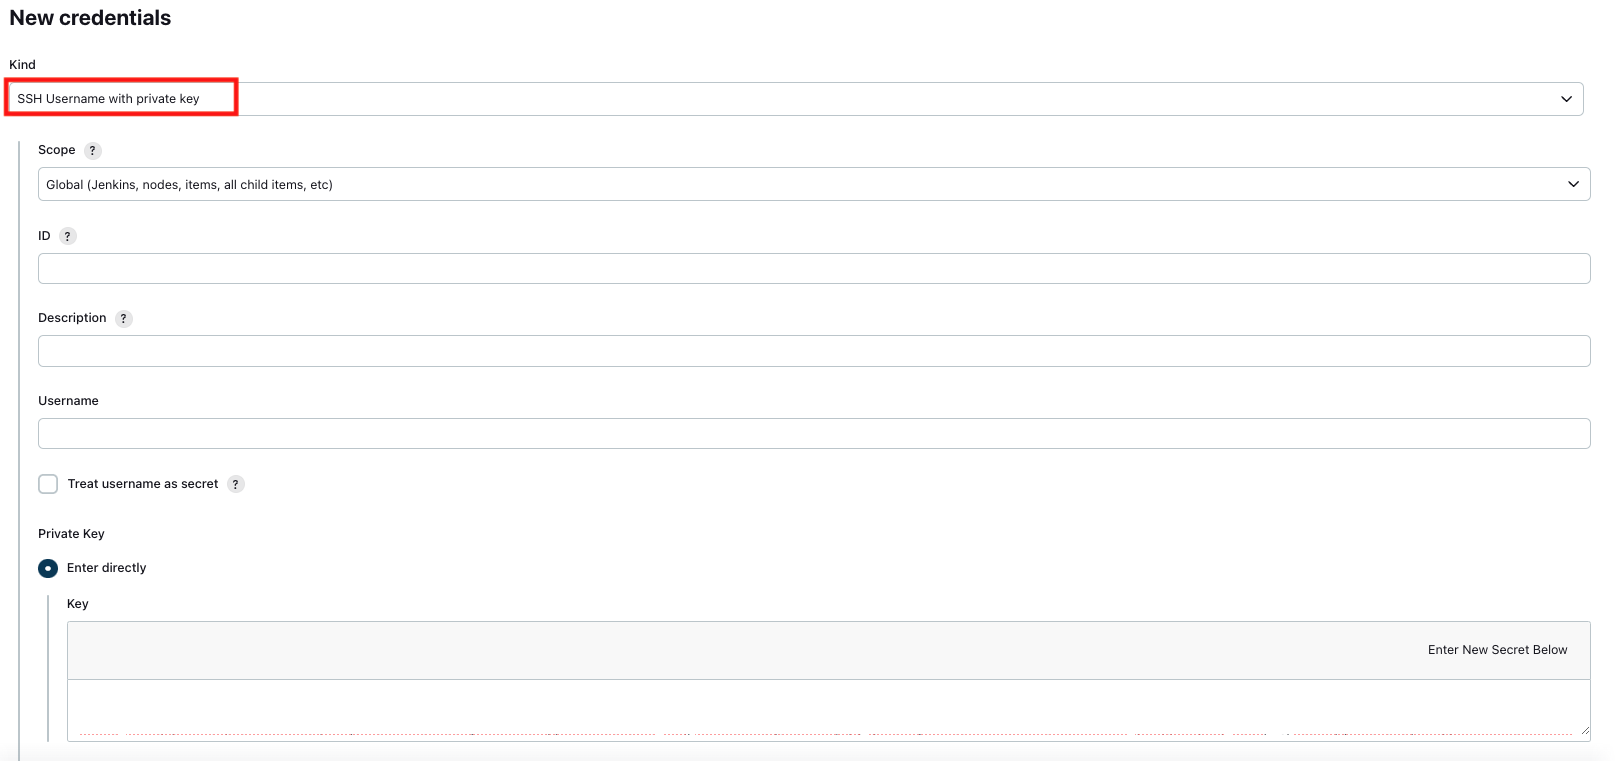 New credentials
Kind
SSH Username with private key
Scope ?
Global (Jenkins, nodes, items, all child items, etc)
ID ?
Description ?
Username
Treat username as secret ?
Private Key
Enter directly
Key
Enter New Secret Below